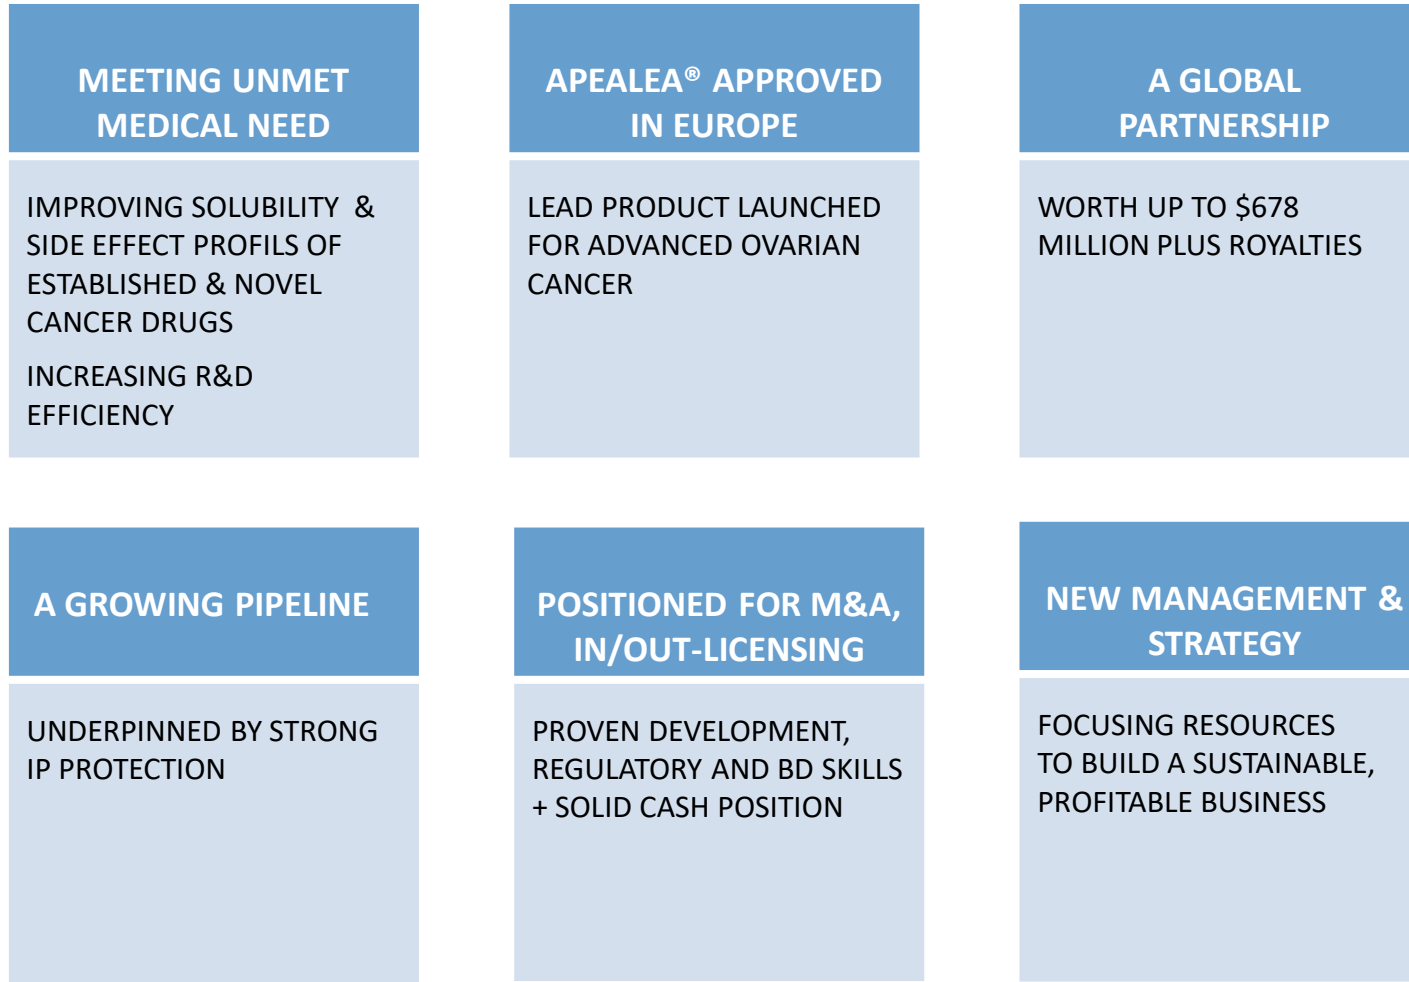 MEETING UNMET
MEDICAL NEED
IMPROVING SOLUBILITY & 
SIDE EFFECT PROFILS OF
ESTABLISHED & NOVEL
CANCER DRUGS
INCREASING R&D
EFFICIENCY
APEALEA® APPROVED
IN EUROPE
LEAD PRODUCT LAUNCHED
FOR ADVANCED OVARIAN
CANCER
A GLOBAL
PARTNERSHIP
WORTH UP TO $678
MILLION PLUS ROYALTIES
A GROWING PIPELINE
UNDERPINNED BY STRONG
IP PROTECTION
POSITIONED FOR M&A,
IN/OUT-LICENSING
PROVEN DEVELOPMENT,
REGULATORY AND BD SKILLS
+ SOLID CASH POSITION
NEW MANAGEMENT &
STRATEGY
FOCUSING RESOURCES
TO BUILD A SUSTAINABLE,
PROFITABLE BUSINESS